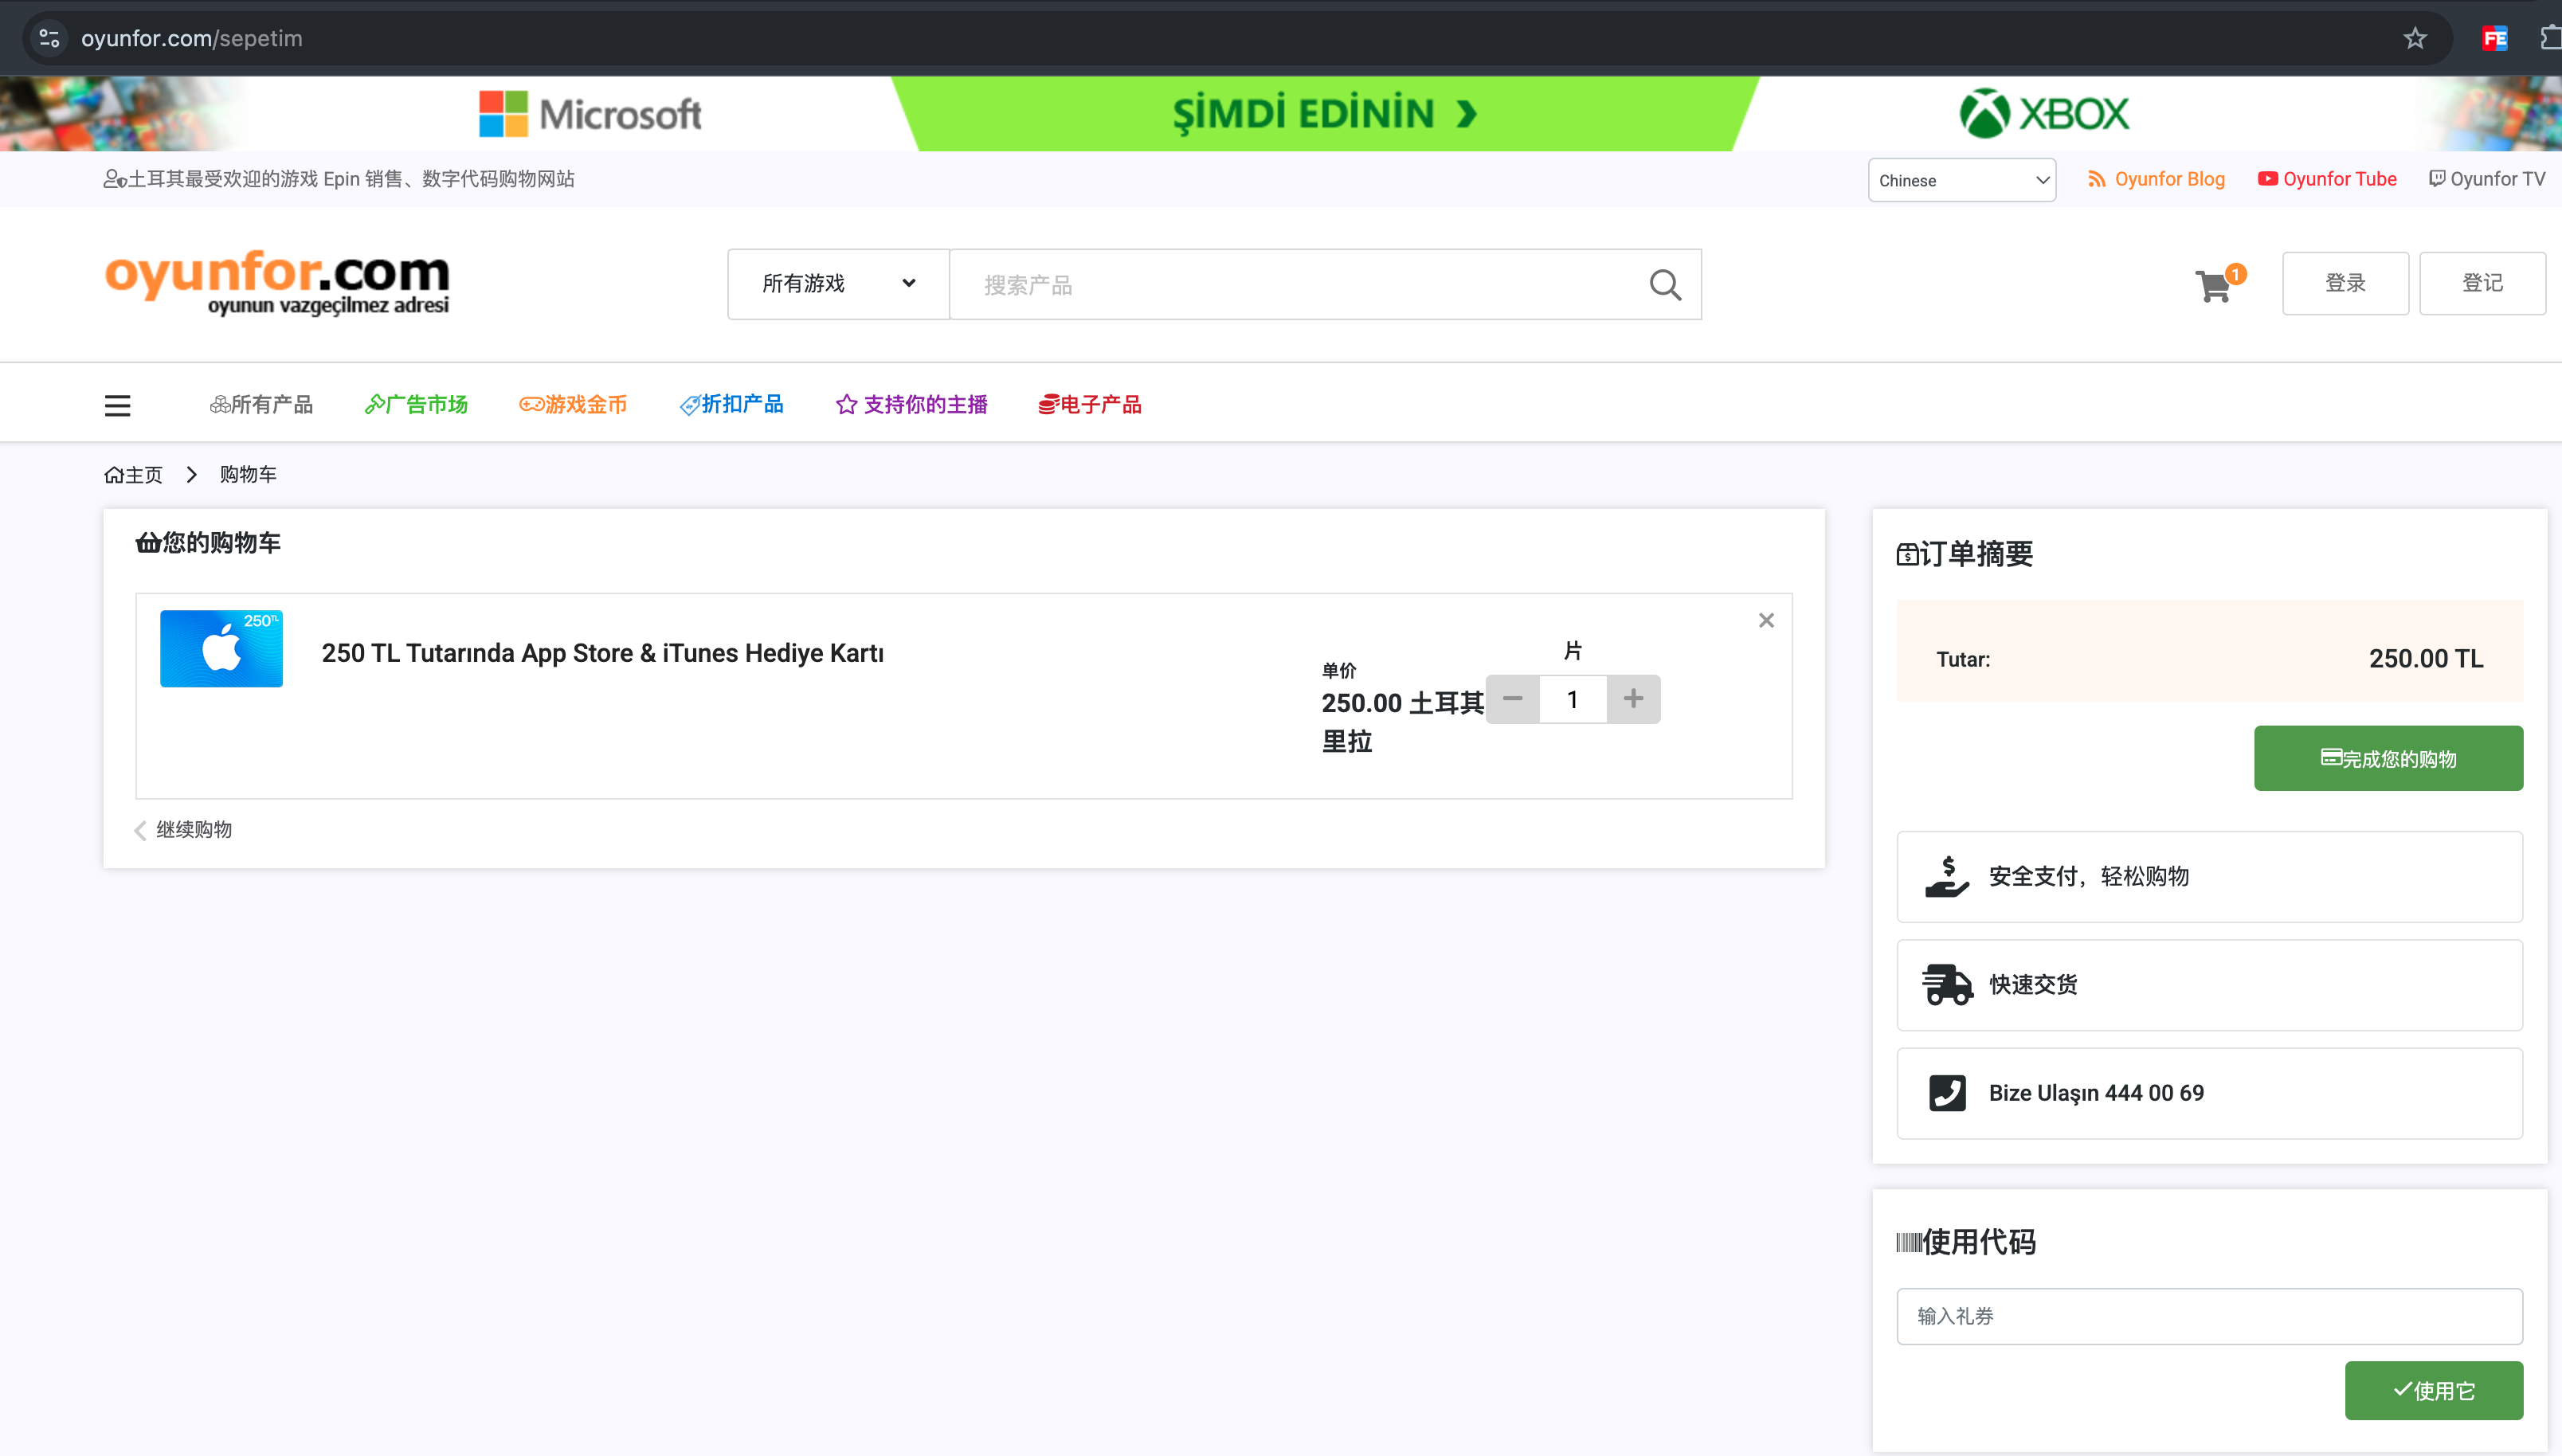 oyunfor.com/sepetim
FE
Microsoft
ŞİMDİ EDİNİN
XBOX
土耳其最受欢迎的游戏 Epin 销售、数字代码购物网站
Chinese
Oyunfor Blog
Oyunfor Tube
Oyunfor TV
oyunfor.com
oyunun vazgeçilmez adresi
所有游戏
搜索产品
1
登录
登记
所有产品
广告市场
游戏金币
折扣产品
支持你的主播
电子产品
主页
购物车
您的购物车
250TL
250 TL Tutarında App Store & iTunes Hediye Kartı
单价
250.00 土耳其
里拉
片
1
继续购物
订单摘要
Tutar:
250.00 TL
完成您的购物
安全支付，轻松购物
快速交货
Bize Ulaşın 444 00 69
使用代码
输入礼券
使用它